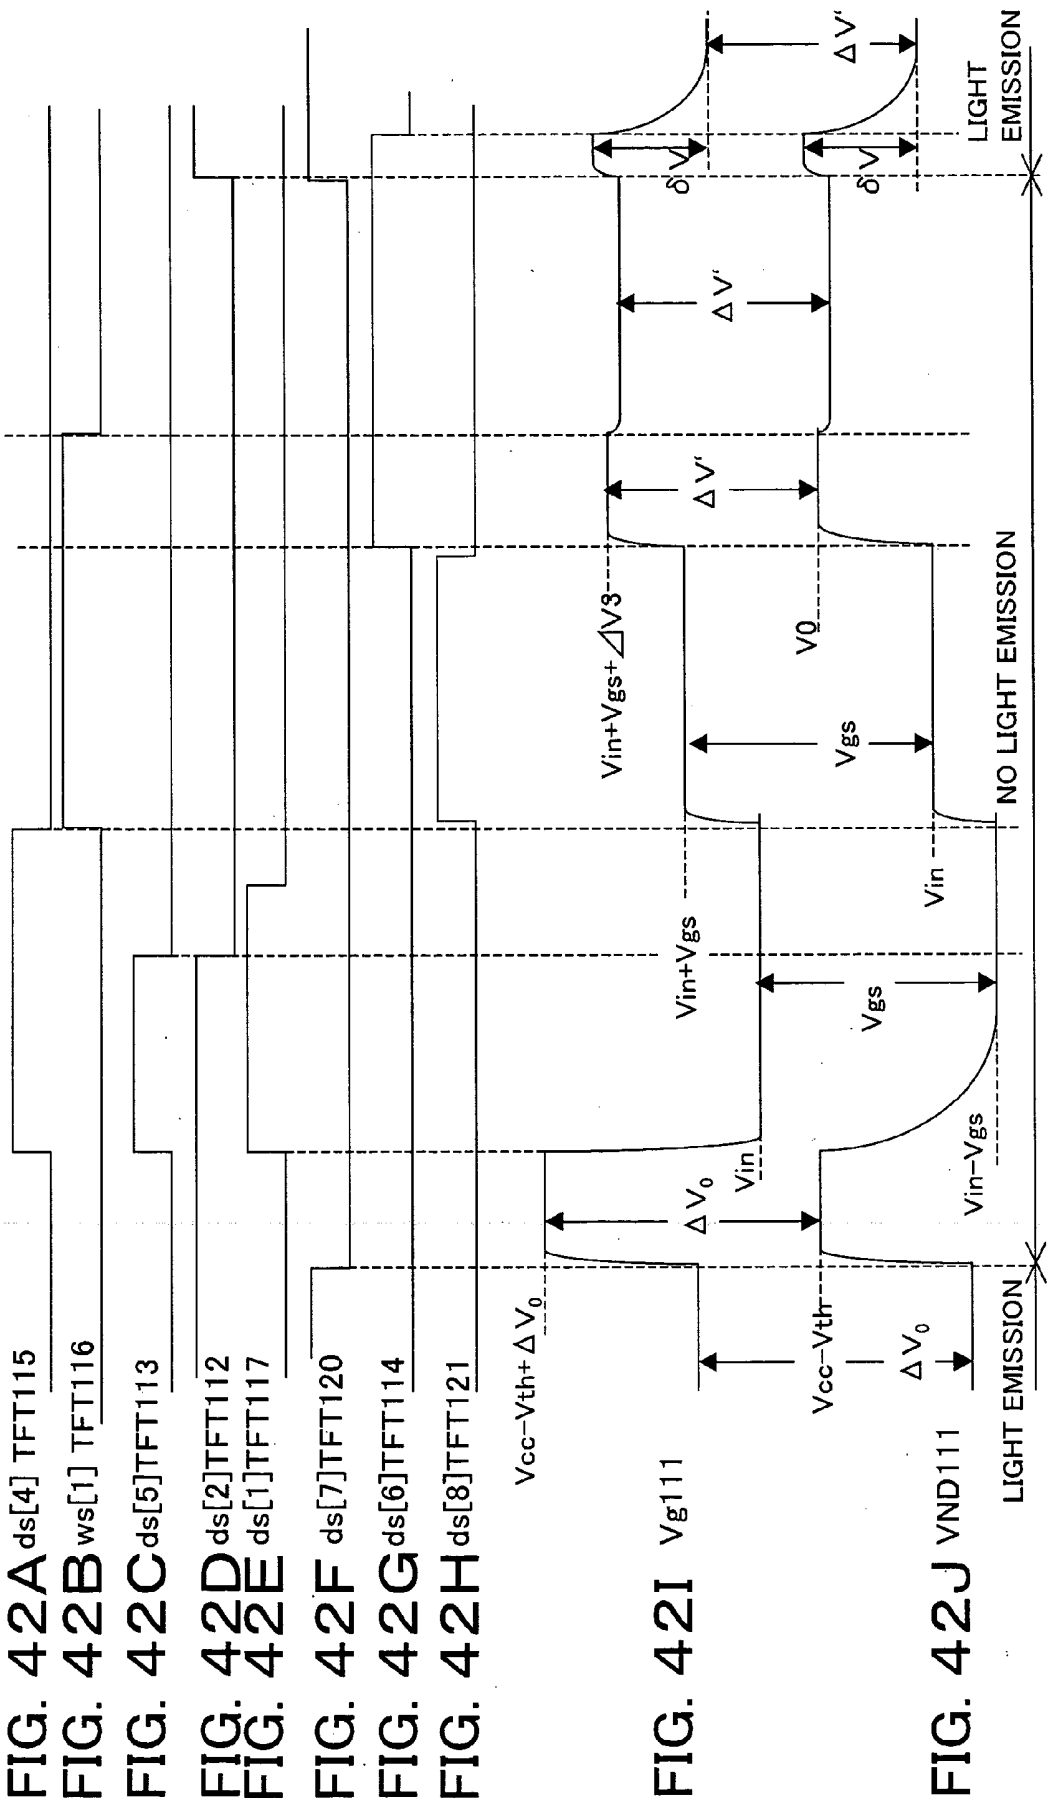 FIG. 42A ds[4] TFT115
FIG. 42B ws[1] TFT116
FIG. 42C ds[5]TFT113
FIG. 42D ds[2]TFT112
FIG. 42E ds[1]TFT117
FIG. 42F ds[7]TFT120
FIG. 42G ds[6]TFT114
FIG. 42H ds[8]TFT121
FIG. 42I Vg111
Vcc-Vth+ΔV₀
ΔV₀
Vin
Vin+Vgs
Vin+Vgs+ΔV3
ΔV'
ΔV'
δV
FIG. 42J VND111
Vcc-Vth
ΔV₀
Vin-Vgs
Vgs
Vin
Vgs
V0
δV
ΔV'
LIGHT EMISSION
NO LIGHT EMISSION
LIGHT
EMISSION